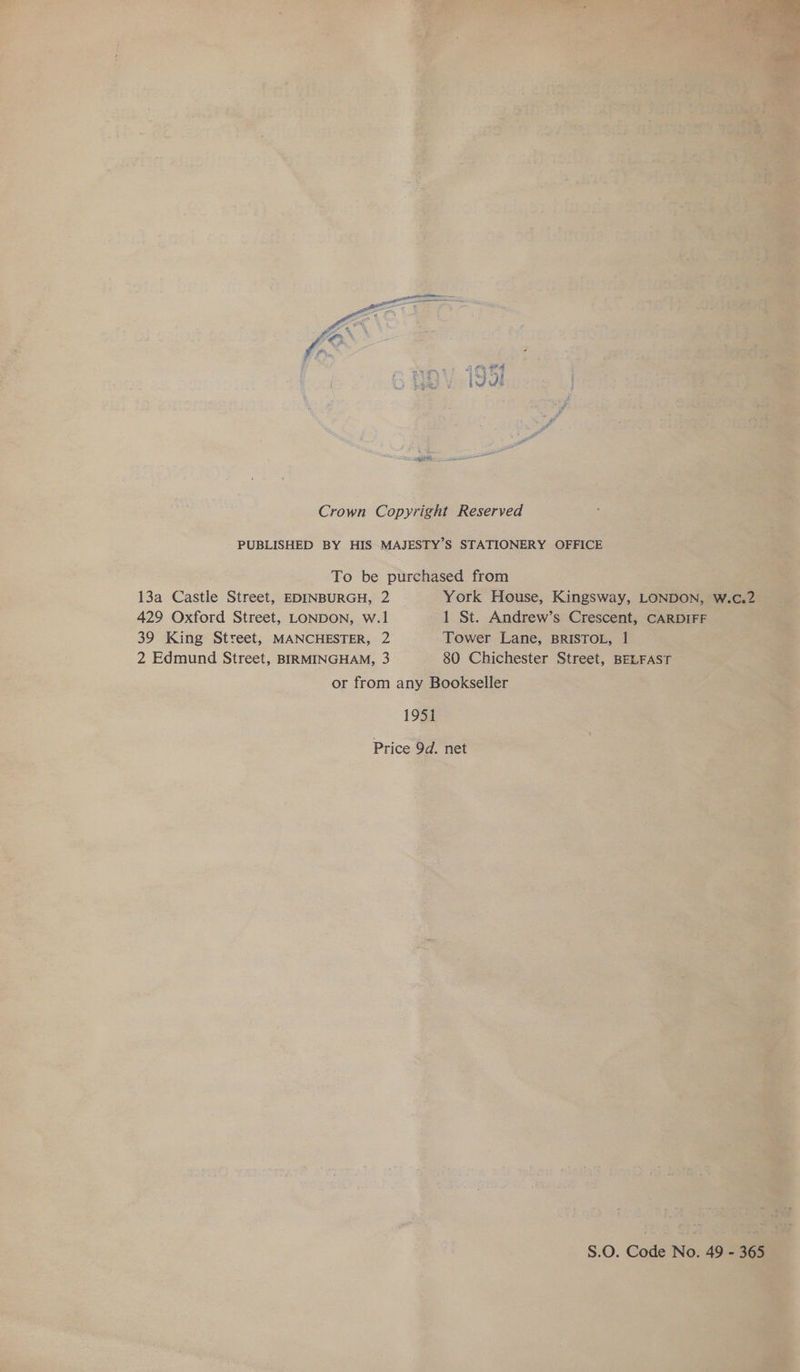 6 NOV 1951
Crown Copyright Reserved
PUBLISHED BY HIS MAJESTY'S STATIONERY OFFICE
To be purchased from
13a Castle Street, EDINBURGH, 2 York House, Kingsway, LONDON, W.C.2
429 Oxford Street, LONDON, W.1 1 St. Andrew's Crescent, CARDIFF
39 King Street, MANCHESTER, 2 Tower Lane, BRISTOL, 1
2 Edmund Street, BIRMINGHAM, 3 80 Chichester Street, BELFAST
or from any Bookseller
1951
Price 9d. net
S.O. Code No. 49 - 365